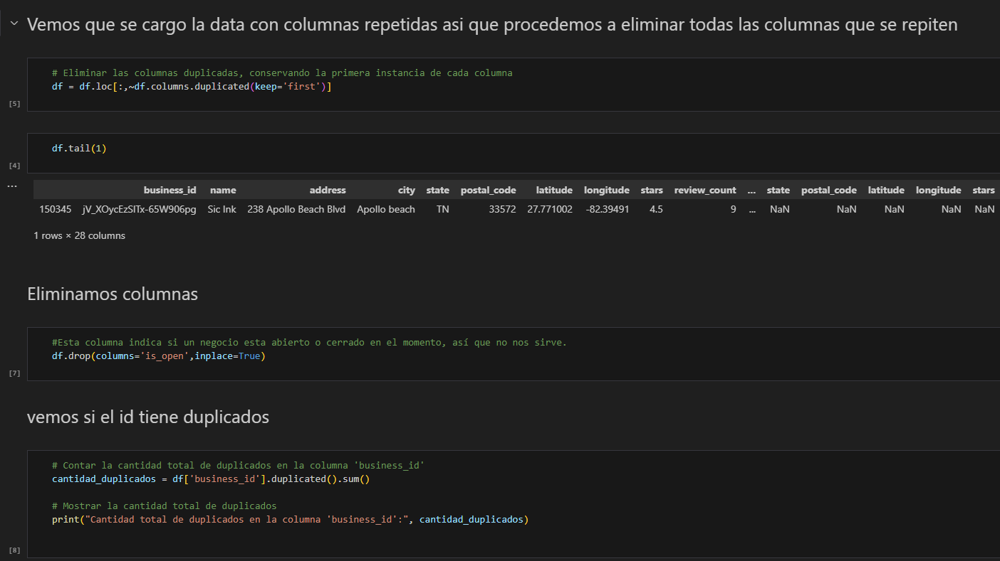 Vemos que se cargo la data con columnas repetidas asi que procedemos a eliminar todas las columnas que se repiten
# Eliminar las columnas duplicadas, conservando la primera instancia de cada columna
df = df.loc[:,~df.columns.duplicated(keep='first')]
[5]
df.tail(1)
[4]
...
business_id name address city state postal_code latitude longitude stars review_count ... state postal_code latitude longitude stars
150345 jV_XOycEzSlTx-65W906pg Sic Ink 238 Apollo Beach Blvd Apollo beach TN 33572 27.771002 -82.39491 4.5 9 ... NaN NaN NaN NaN NaN
1 rows × 28 columns
Eliminamos columnas
#Esta columna indica si un negocio esta abierto o cerrado en el momento, así que no nos sirve.
df.drop(columns='is_open',inplace=True)
[7]
vemos si el id tiene duplicados
# Contar la cantidad total de duplicados en la columna 'business_id'
cantidad_duplicados = df['business_id'].duplicated().sum()
# Mostrar la cantidad total de duplicados
print("Cantidad total de duplicados en la columna 'business_id':", cantidad_duplicados)
[8]